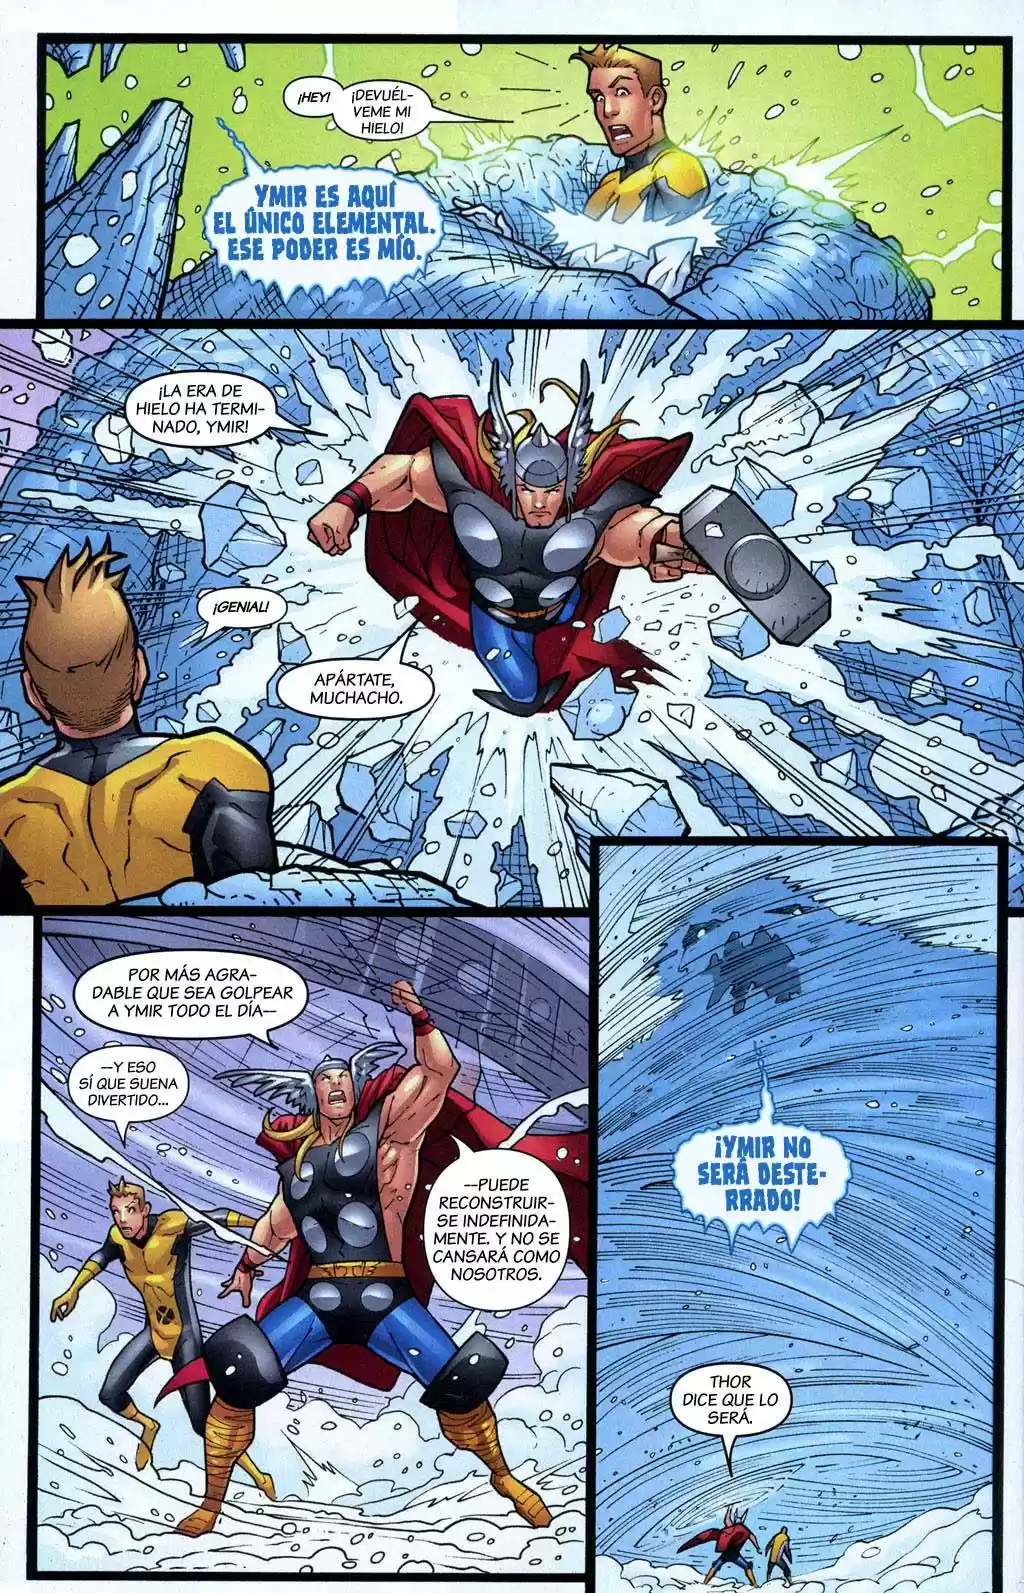 ¡HEY!
¡DEVUÉL-
VEME MI
HIELO!
YMIR ES AQUÍ
EL ÚNICO ELEMENTAL.
ESE PODER ES MÍO.
¡LA ERA DE
HIELO HA TERMI-
NADO, YMIR!
¡GENIAL!
APÁRTATE,
MUCHACHO.
POR MÁS AGRA-
DABLE QUE SEA GOLPEAR
A YMIR TODO EL DÍA--
--Y ESO
SÍ QUE SUENA
DIVERTIDO...
--PUEDE
RECONSTRUIR-
SE INDEFINIDA-
MENTE. Y NO SE
CANSARÁ COMO
NOSOTROS.
¡YMIR NO
SERÁ DESTE-
RRADO!
THOR
DICE QUE LO
SERÁ.